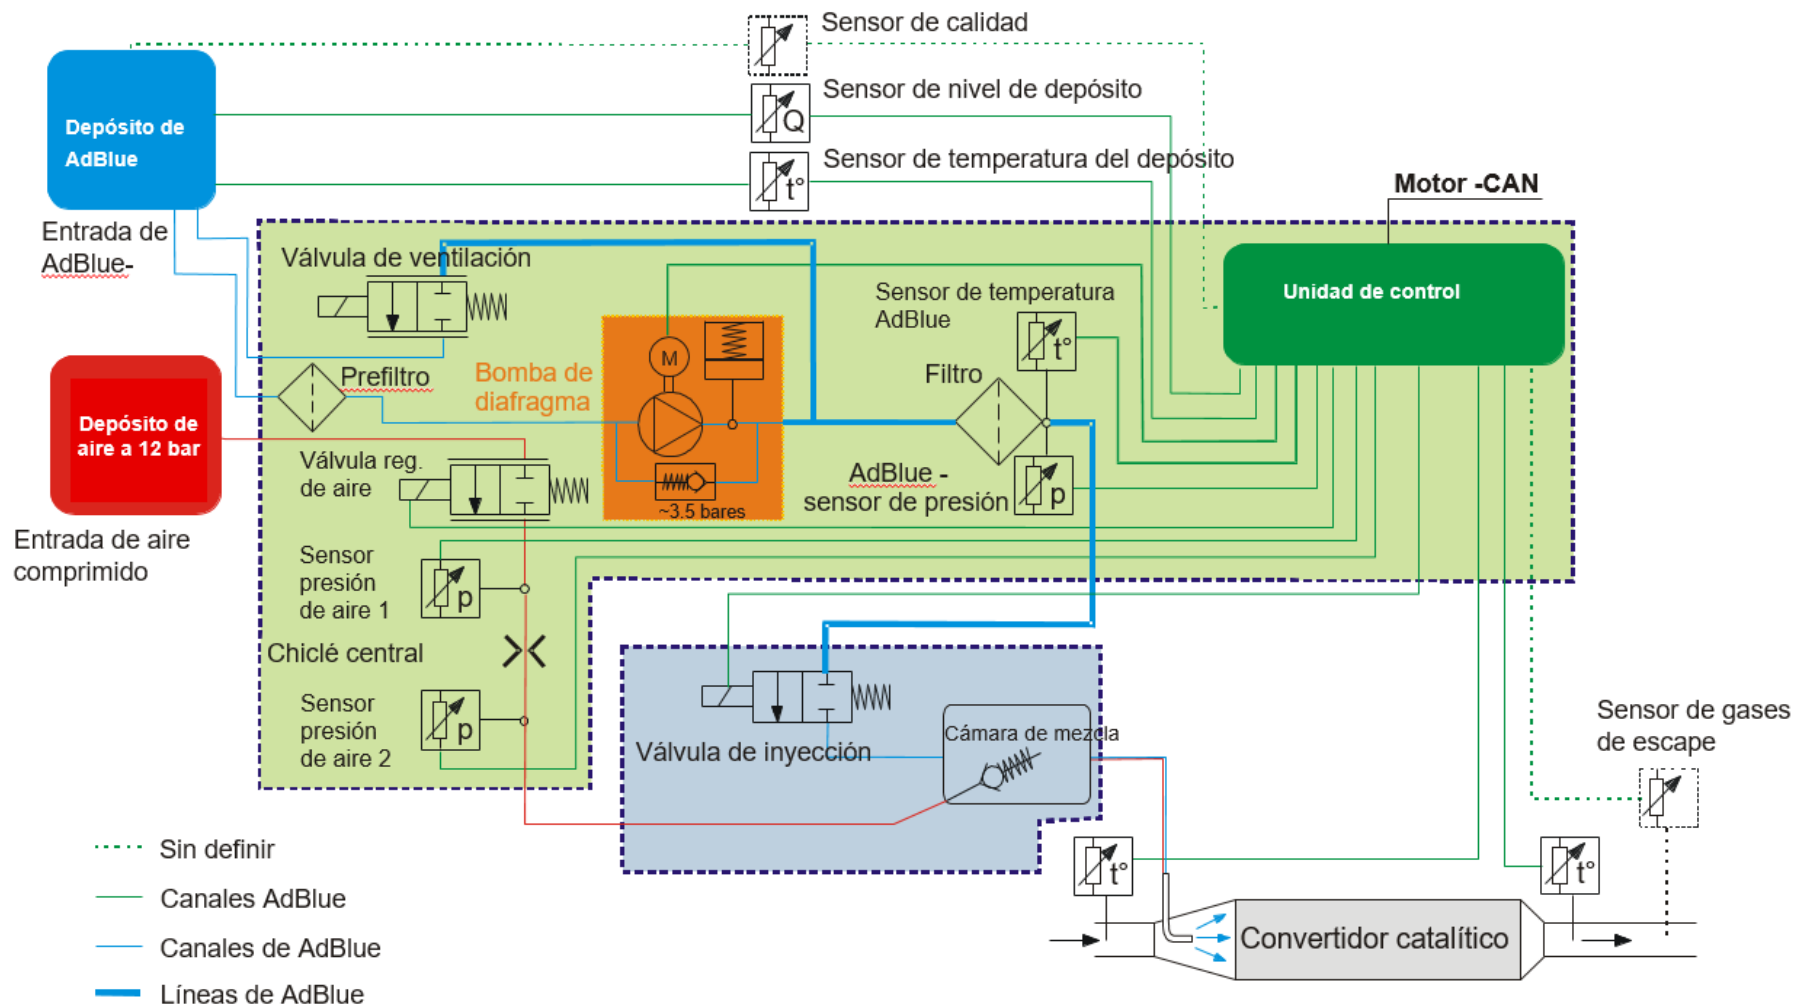 Sensor de calidad
Sensor de nivel de depósito
Q
Sensor de temperatura del depósito
t°
Depósito de
AdBlue
Motor -CAN
Entrada de
AdBlue-
Válvula de ventilación
Unidad de control
Sensor de temperatura
AdBlue
t°
M
Prefiltro
Bomba de
diafragma
Filtro
Depósito de
aire a 12 bar
Válvula reg.
de aire
AdBlue -
sensor de presión
p
~3.5 bares
Entrada de aire
comprimido
Sensor
presión
de aire 1
p
Chiclé central
Sensor
presión
de aire 2
p
Válvula de inyección
Cámara de mezcla
Sensor de gases
de escape
t°
t°
Convertidor catalítico
Sin definir
Canales AdBlue
Canales de AdBlue
Líneas de AdBlue